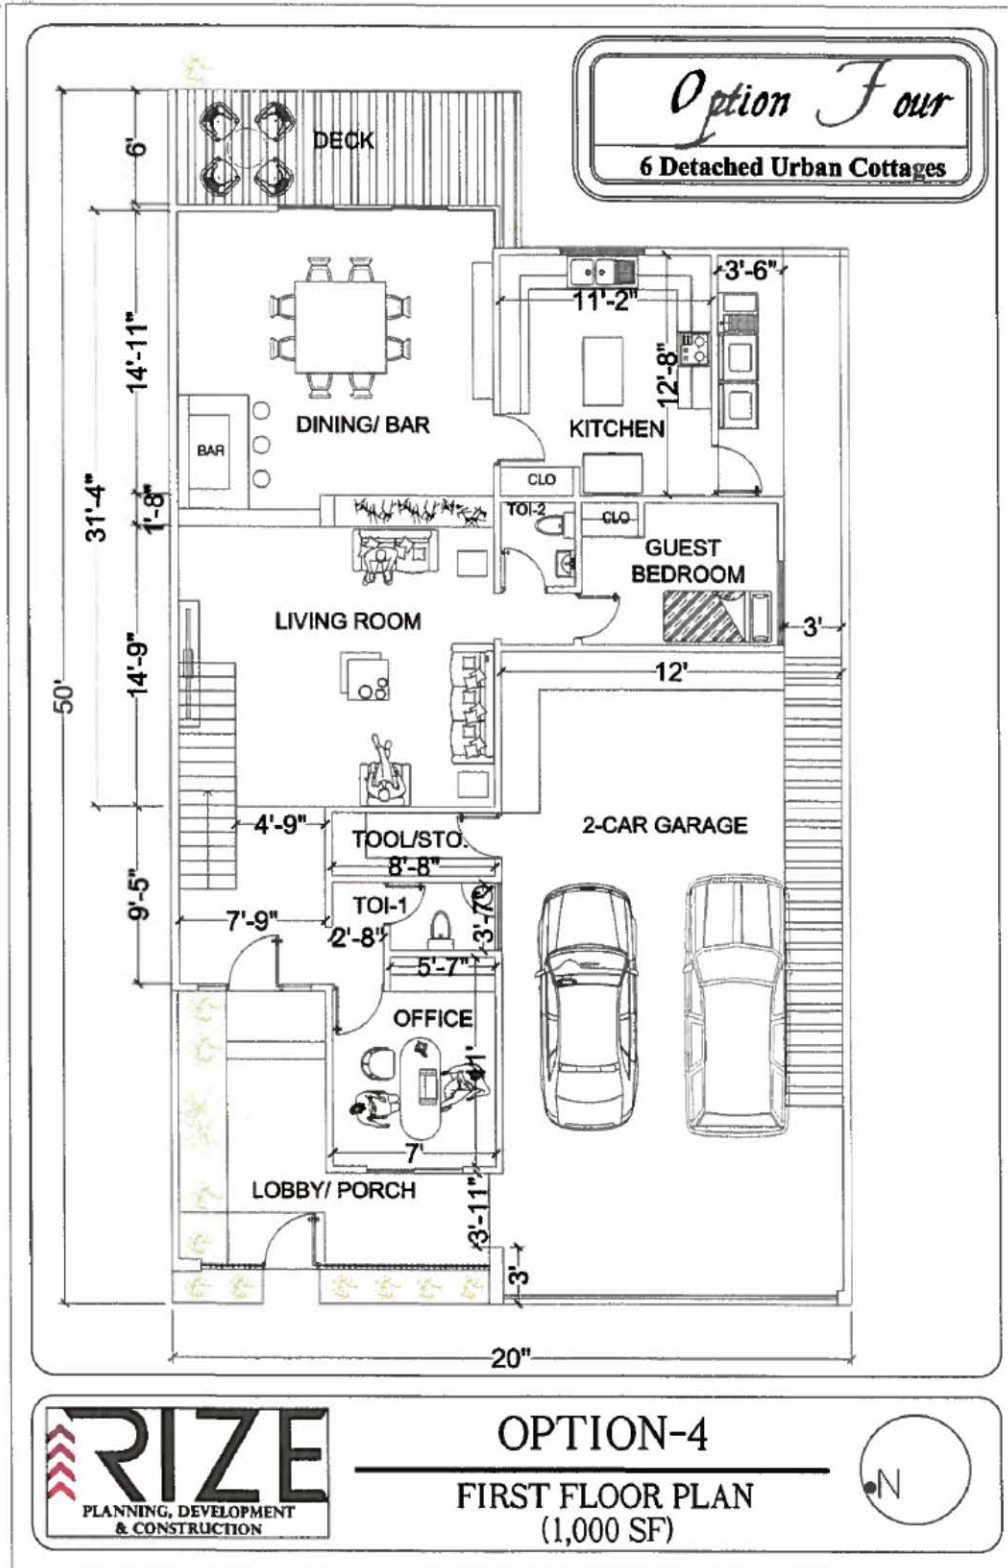 Option Four
6 Detached Urban Cottages
DECK
6'
3'-6"
11'-2"
14'-11"
12'-8"
DINING/ BAR
KITCHEN
BAR
CLO
31'-4"
1'-8"
TOI-2
CLO
GUEST
BEDROOM
LIVING ROOM
3'
14'-9"
12'
50'
4'-9"
TOOL/STO.
8'-8"
2-CAR GARAGE
9'-5"
TOI-1
7'-9"
2'-8"
3'-7"
5'-7"
OFFICE
7'
LOBBY/ PORCH
3'-11"
3'
20"
RIZE
PLANNING, DEVELOPMENT
& CONSTRUCTION
OPTION-4
FIRST FLOOR PLAN
(1,000 SF)
N